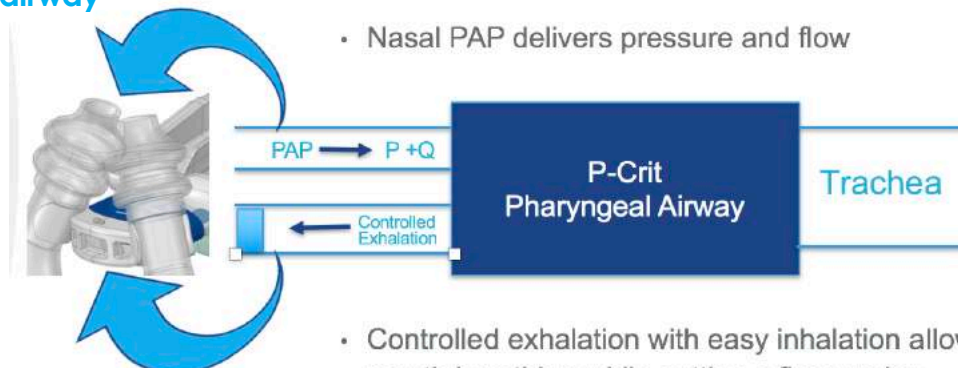 airway
• Nasal PAP delivers pressure and flow
PAP P +Q
P-Crit
Pharyngeal Airway
Trachea
Controlled
Exhalation
• Controlled exhalation with easy inhalation allow